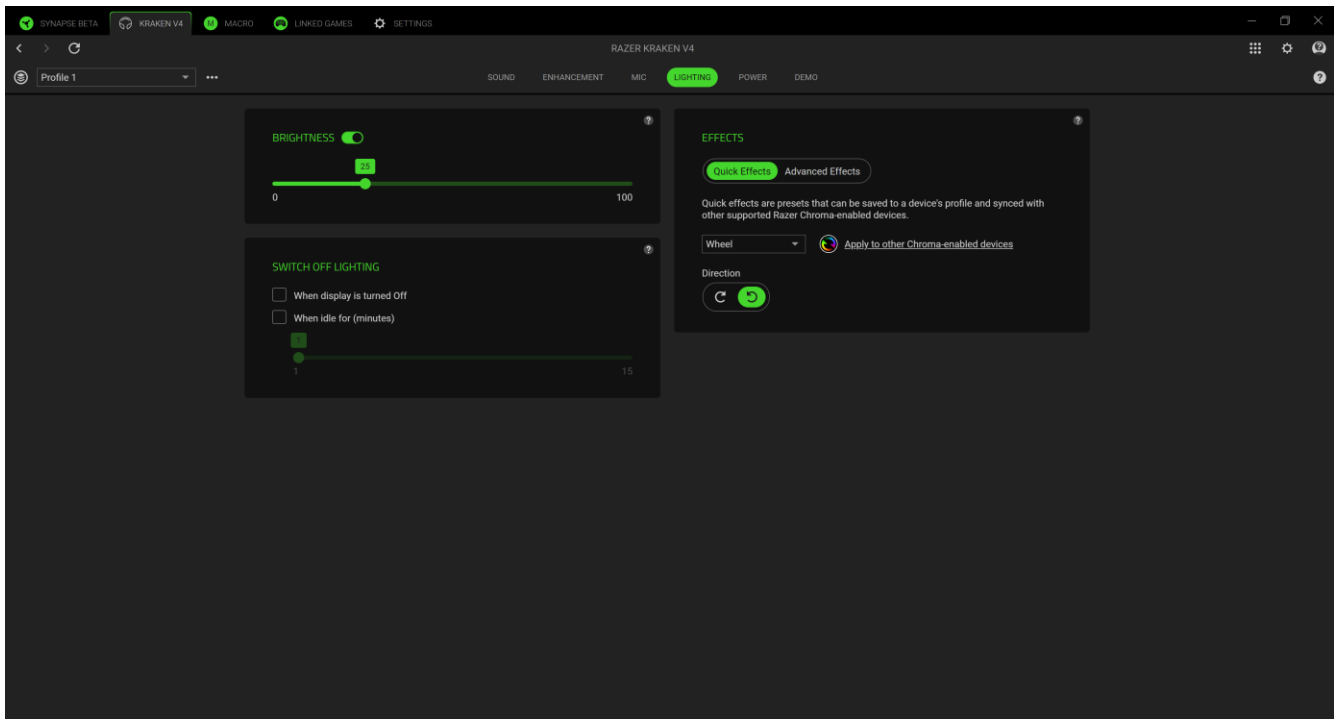 SYNAPSE BETA KRAKEN V4 M MACRO LINKED GAMES SETTINGS
RAZER KRAKEN V4
Profile 1 SOUND ENHANCEMENT MIC LIGHTING POWER DEMO
BRIGHTNESS
25
0 100
SWITCH OFF LIGHTING
When display is turned Off
When idle for (minutes)
1
1 15
EFFECTS
Quick Effects Advanced Effects
Quick effects are presets that can be saved to a device's profile and synced with
other supported Razer Chroma-enabled devices.
Wheel Apply to other Chroma-enabled devices
Direction